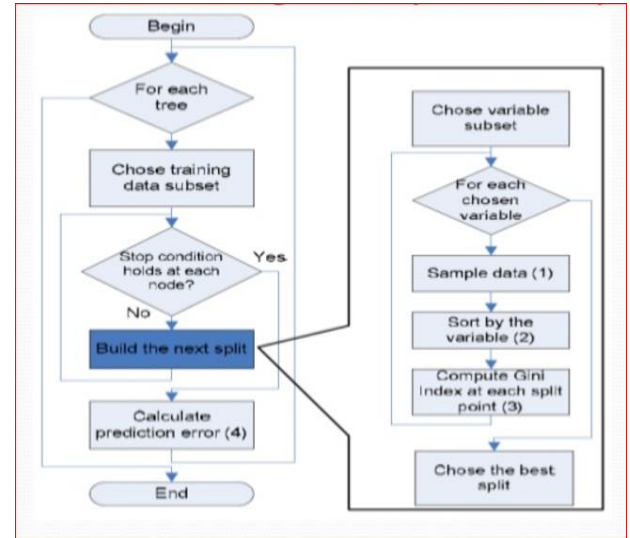 Begin
For each
tree
Chose training
data subset
Stop condition
holds at each
node?
Yes
No
Build the next split
Calculate
prediction error (4)
End
Chose variable
subset
For each
chosen
variable
Sample data (1)
Sort by the
variable (2)
Compute Gini
Index at each split
point (3)
Chose the best
split